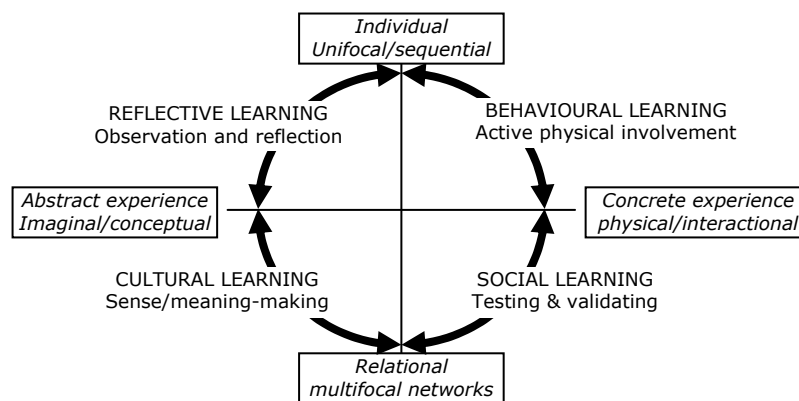 Individual
Unifocal/sequential
REFLECTIVE LEARNING
Observation and reflection
BEHAVIOURAL LEARNING
Active physical involvement
Abstract experience
Imaginal/conceptual
Concrete experience
physical/interactional
CULTURAL LEARNING
Sense/meaning-making
SOCIAL LEARNING
Testing & validating
Relational
multifocal networks